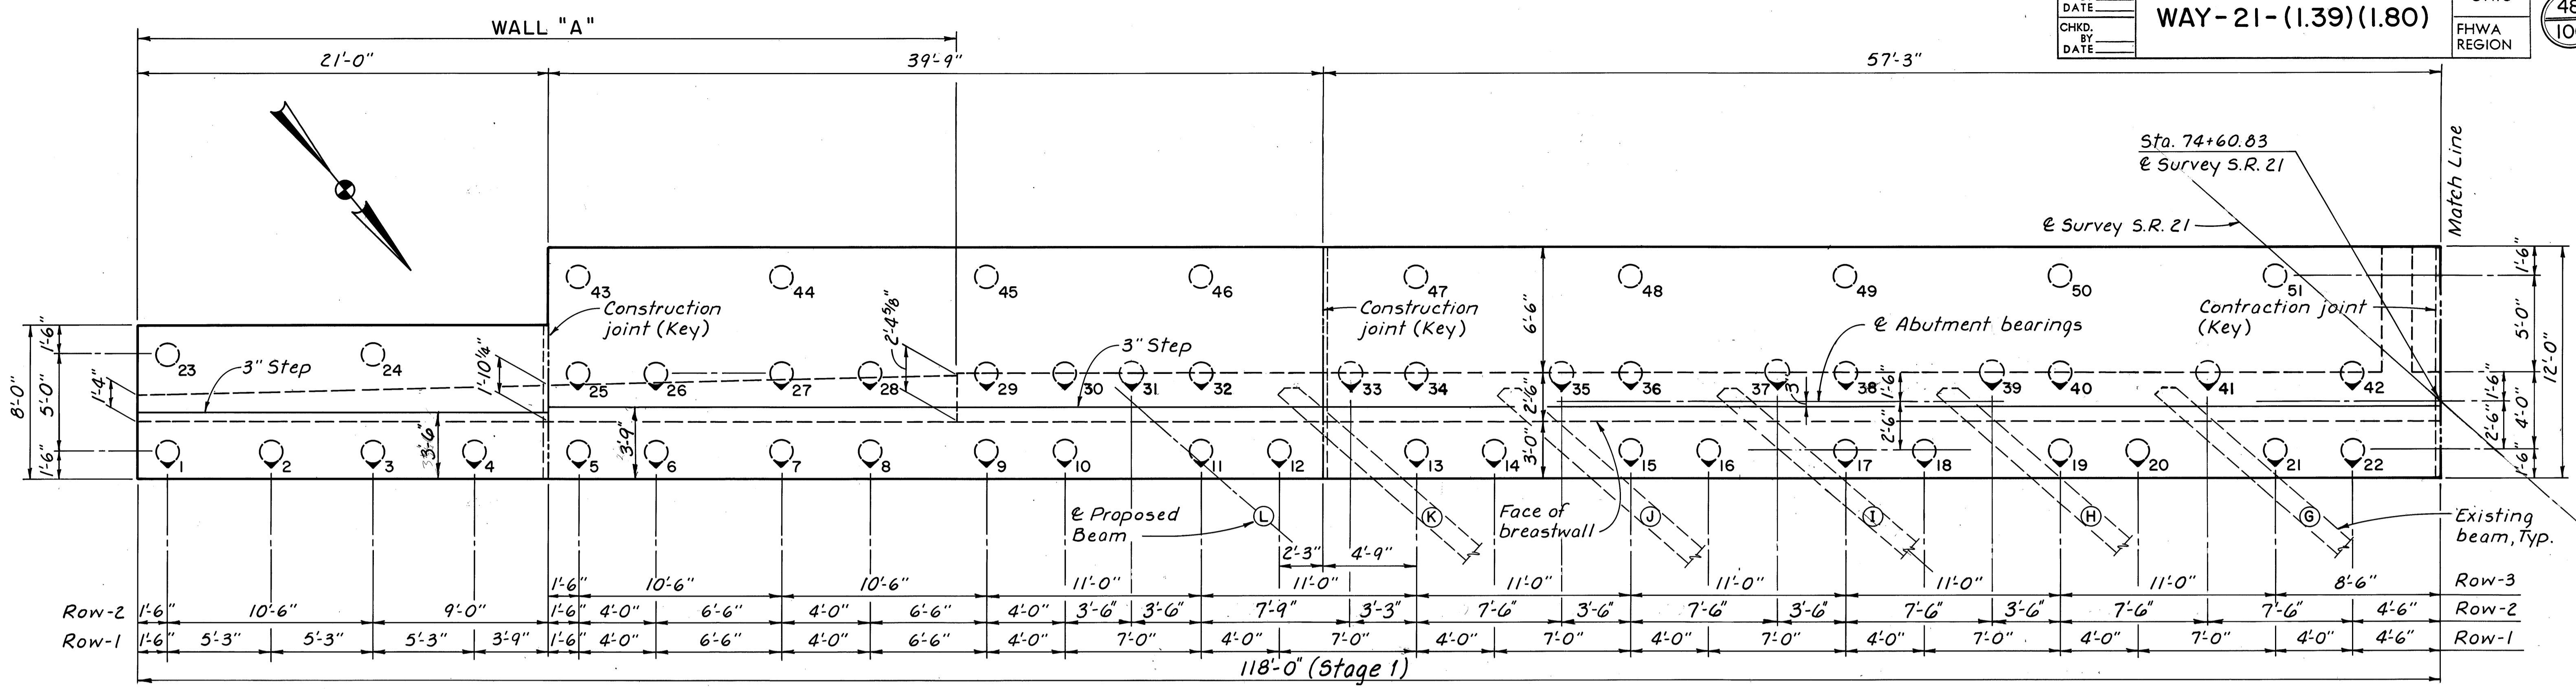 DATE
CHKD.
BY
DATE
WAY-21-(1.39)(1.80)
FHWA
REGION
WALL "A"
21'-0"
39'-9"
57'-3"
Sta. 74+60.83
℄ Survey S.R. 21
℄ Survey S.R. 21
Match Line
43
44
45
46
47
48
49
50
51
Construction
joint (Key)
Construction
joint (Key)
Contraction joint
(Key)
℄ Abutment bearings
2'-4⅝"
1'-10¼"
6'-6"
1'-6"
5'-0"
12'-0"
8'-0"
1'-6"
5'-0"
1'-6"
1'-4"
23
24
3" Step
3" Step
25
26
27
28
29
30
31
32
33
34
35
36
37
38
39
40
41
42
3'-6"
3'-9"
2'-6"
3'-0"
3"
1'-6"
2'-6"
1'-6"
2'-6"
4'-0"
1'-6"
1
2
3
4
5
6
7
8
9
10
11
12
13
14
15
16
17
18
19
20
21
22
℄ Proposed
Beam
L
K
Face of
breastwall
J
I
H
G
Existing
beam, Typ.
2'-3" 4'-9"
1'-6" 10'-6" 10'-6" 11'-0" 11'-0" 11'-0" 11'-0" 11'-0" 11'-0" 8'-6" Row-3
Row-2 1'-6" 10'-6" 9'-0" 1'-6" 4'-0" 6'-6" 4'-0" 6'-6" 4'-0" 3'-6" 3'-6" 7'-9" 3'-3" 7'-6" 3'-6" 7'-6" 3'-6" 7'-6" 3'-6" 7'-6" 7'-6" 4'-6" Row-2
Row-1 1'-6" 5'-3" 5'-3" 5'-3" 3'-9" 1'-6" 4'-0" 6'-6" 4'-0" 6'-6" 4'-0" 7'-0" 4'-0" 7'-0" 4'-0" 7'-0" 4'-0" 7'-0" 4'-0" 7'-0" 4'-0" 7'-0" 4'-0" 4'-6" Row-1
118'-0" (Stage 1)